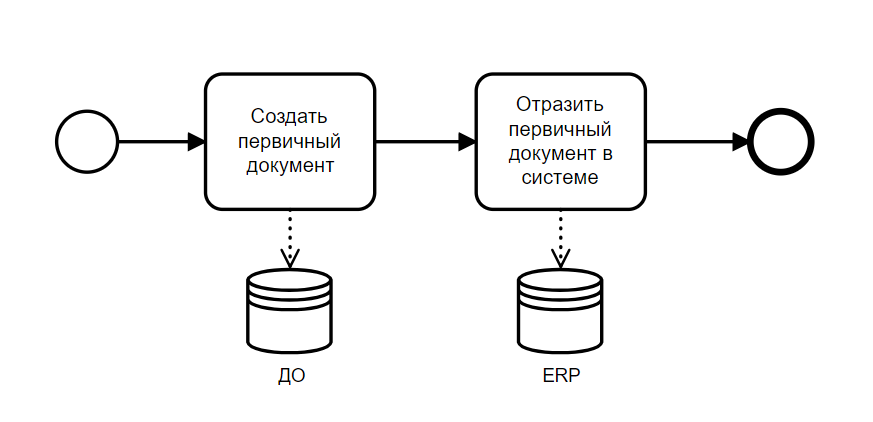 Создать
первичный
документ
Отразить
первичный
документ в
системе
ДО
ERP